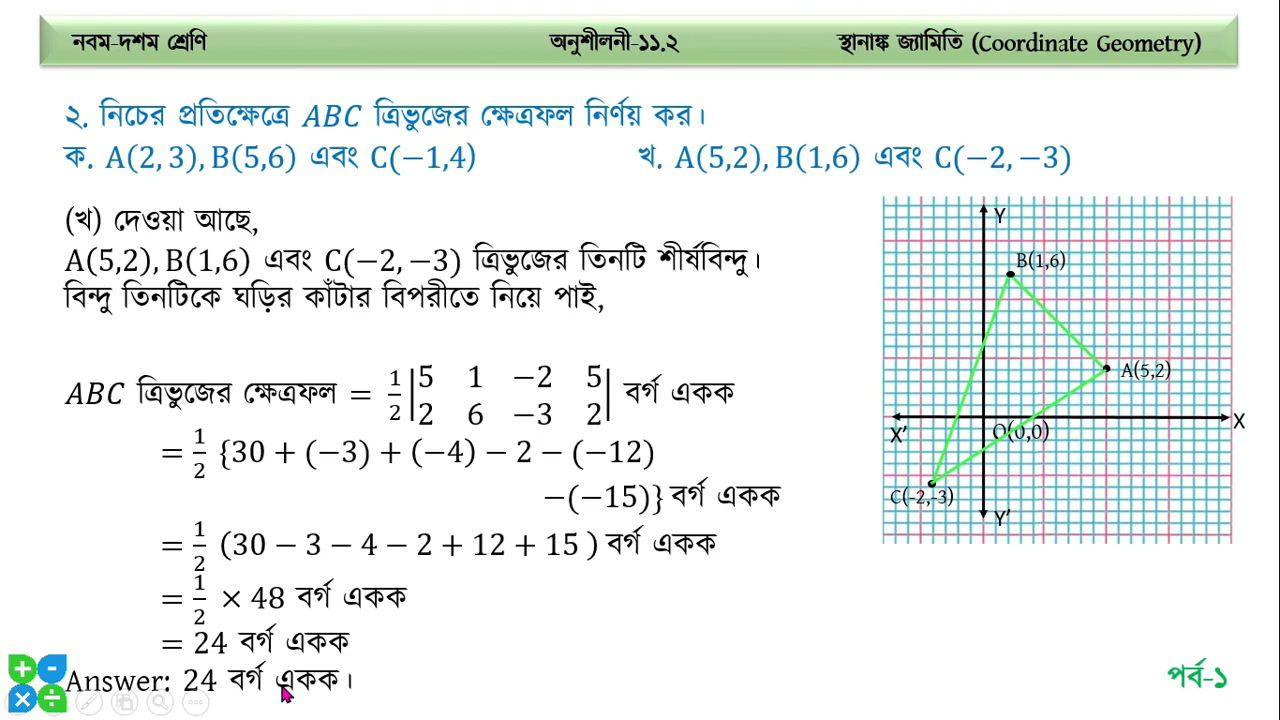 নবম-দশম শ্রেণি অনুশীলনী-১১.২ স্থানাঙ্ক জ্যামিতি (Coordinate Geometry)
২. নিচের প্রতিক্ষেত্রে ABC ত্রিভুজের ক্ষেত্রফল নির্ণয় কর।
ক. A(2, 3), B(5,6) এবং C(−1,4) খ. A(5,2), B(1,6) এবং C(−2, −3)
(খ) দেওয়া আছে,
A(5,2), B(1,6) এবং C(−2, −3) ত্রিভুজের তিনটি শীর্ষবিন্দু।
বিন্দু তিনটিকে ঘড়ির কাঁটার বিপরীতে নিয়ে পাই,
ABC ত্রিভুজের ক্ষেত্রফল = 1/2 |5 1 −2 5
2 6 −3 2| বর্গ একক
= 1/2 {30 + (−3) + (−4) − 2 − (−12)
−(−15)} বর্গ একক
= 1/2 (30 − 3 − 4 − 2 + 12 + 15 ) বর্গ একক
= 1/2 × 48 বর্গ একক
= 24 বর্গ একক
Answer: 24 বর্গ একক।
Y
B(1,6)
A(5,2)
X
X’
O(0,0)
C(-2,-3)
Y’
পর্ব-১